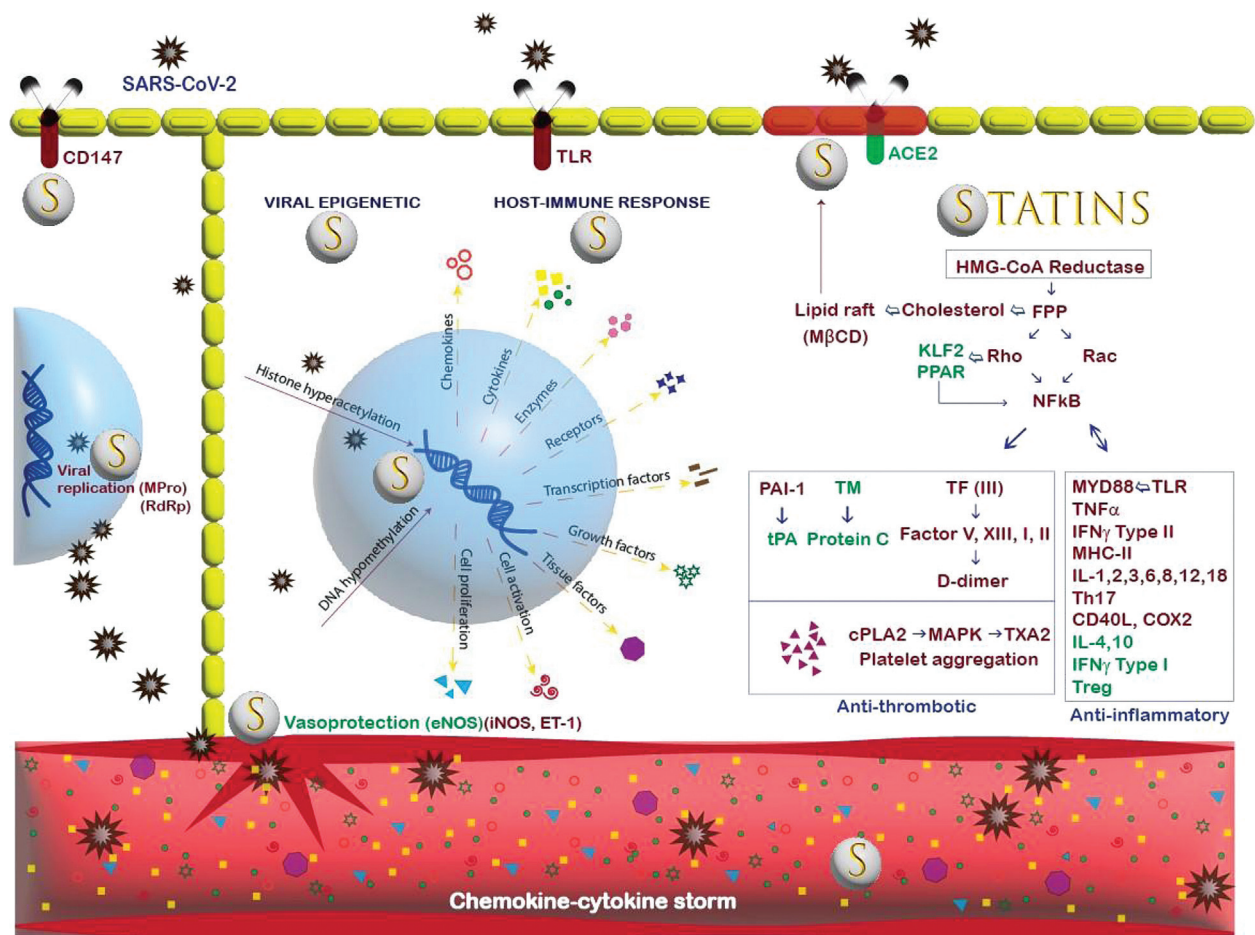 SARS-CoV-2
CD147
TLR
ACE2
S
S
VIRAL EPIGENETIC
HOST-IMMUNE RESPONSE
S
S
STATINS
HMG-CoA Reductase
Lipid raft
(MβCD)
Cholesterol
FPP
KLF2
PPAR
Rho
Rac
NFkB
Chemokines
Cytokines
Enzymes
Receptors
Transcription factors
Growth factors
Tissue factors
Cell activation
Cell proliferation
Histone hyperacetylation
DNA hypomethylation
S
S
Viral
replication (MPro)
(RdRp)
PAI-1
tPA
TM
Protein C
TF (III)
Factor V, XIII, I, II
D-dimer
cPLA2 → MAPK → TXA2
Platelet aggregation
Anti-thrombotic
MYD88 TLR
TNFα
IFNγ Type II
MHC-II
IL-1,2,3,6,8,12,18
Th17
CD40L, COX2
IL-4,10
IFNγ Type I
Treg
Anti-inflammatory
S
Vasoprotection (eNOS)(iNOS, ET-1)
S
Chemokine-cytokine storm